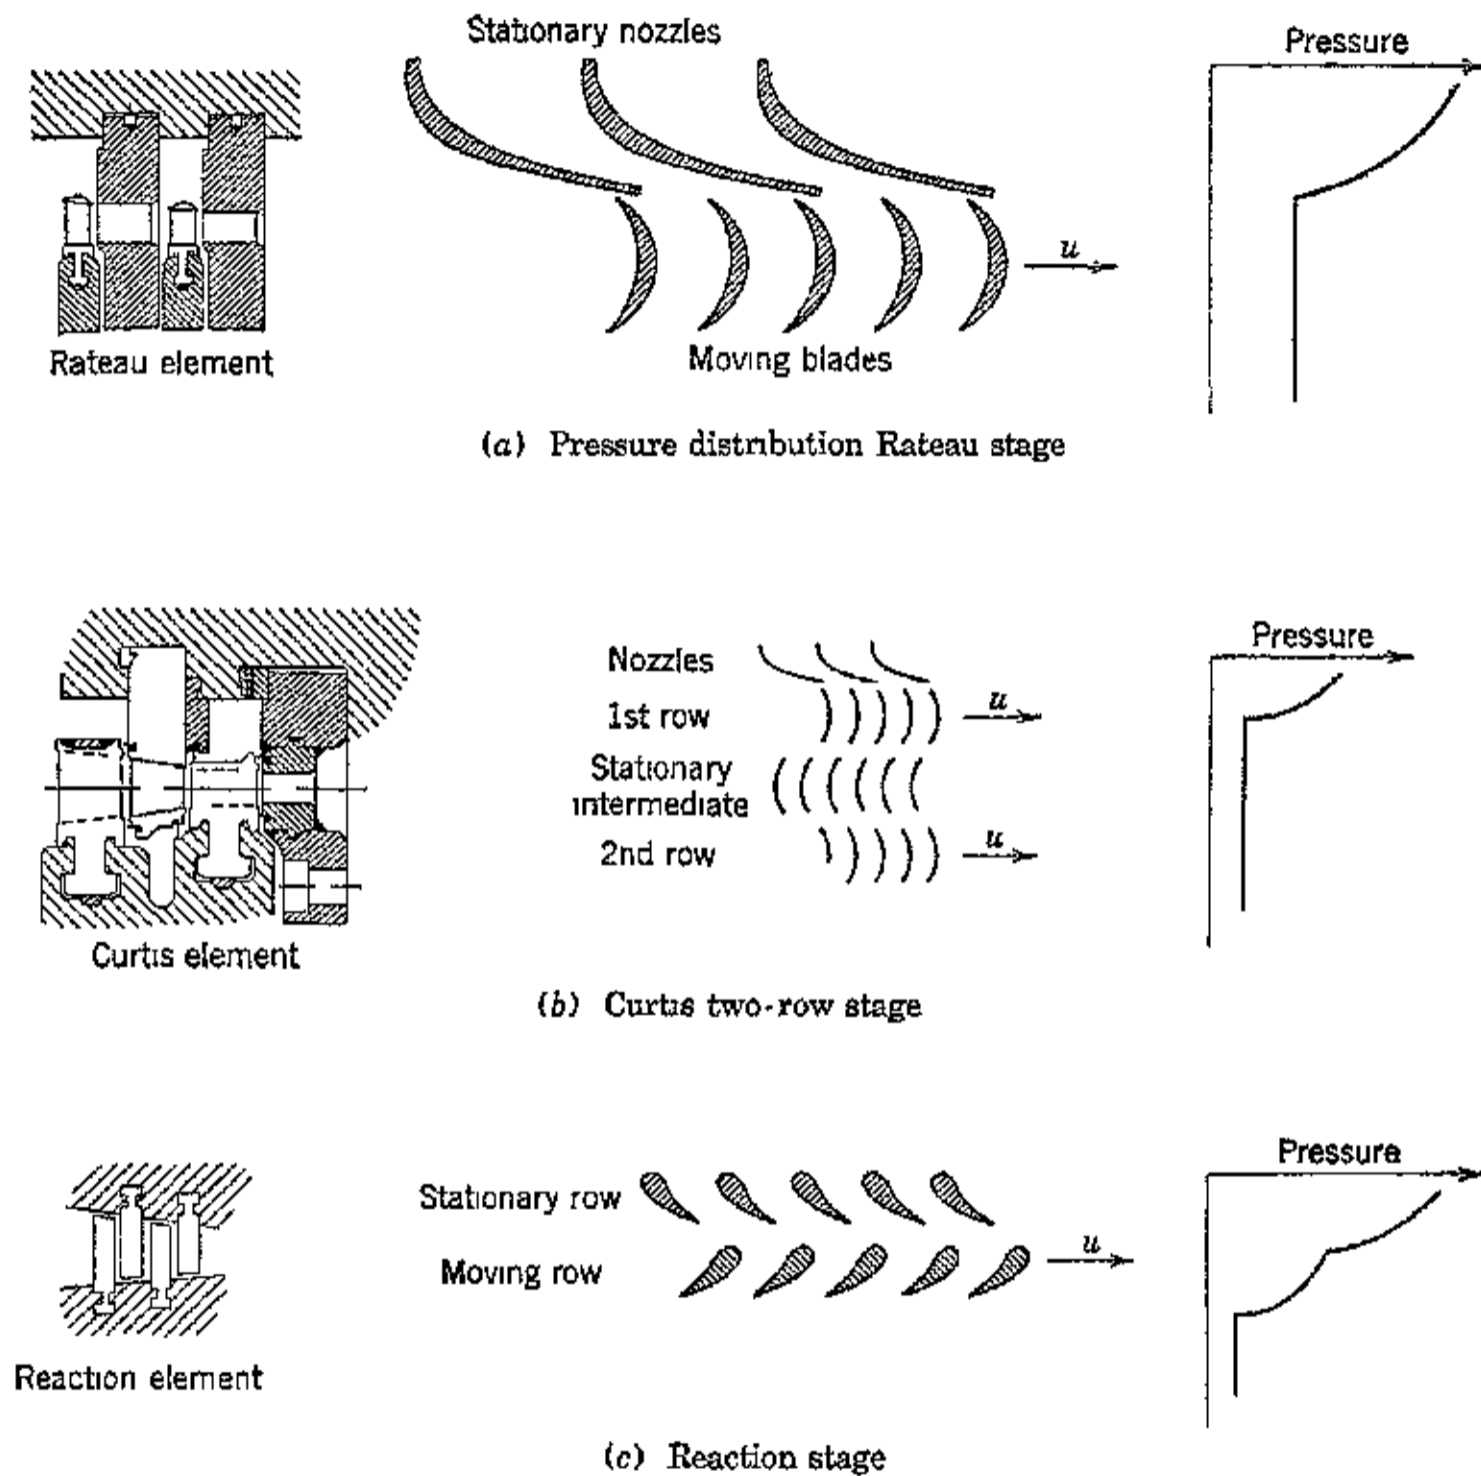 Stationary nozzles
Pressure
u
Rateau element
Moving blades
(a) Pressure distribution Rateau stage
Nozzles
1st row
u
Stationary
intermediate
2nd row
u
Pressure
Curtis element
(b) Curtis two-row stage
Stationary row
Moving row
u
Pressure
Reaction element
(c) Reaction stage